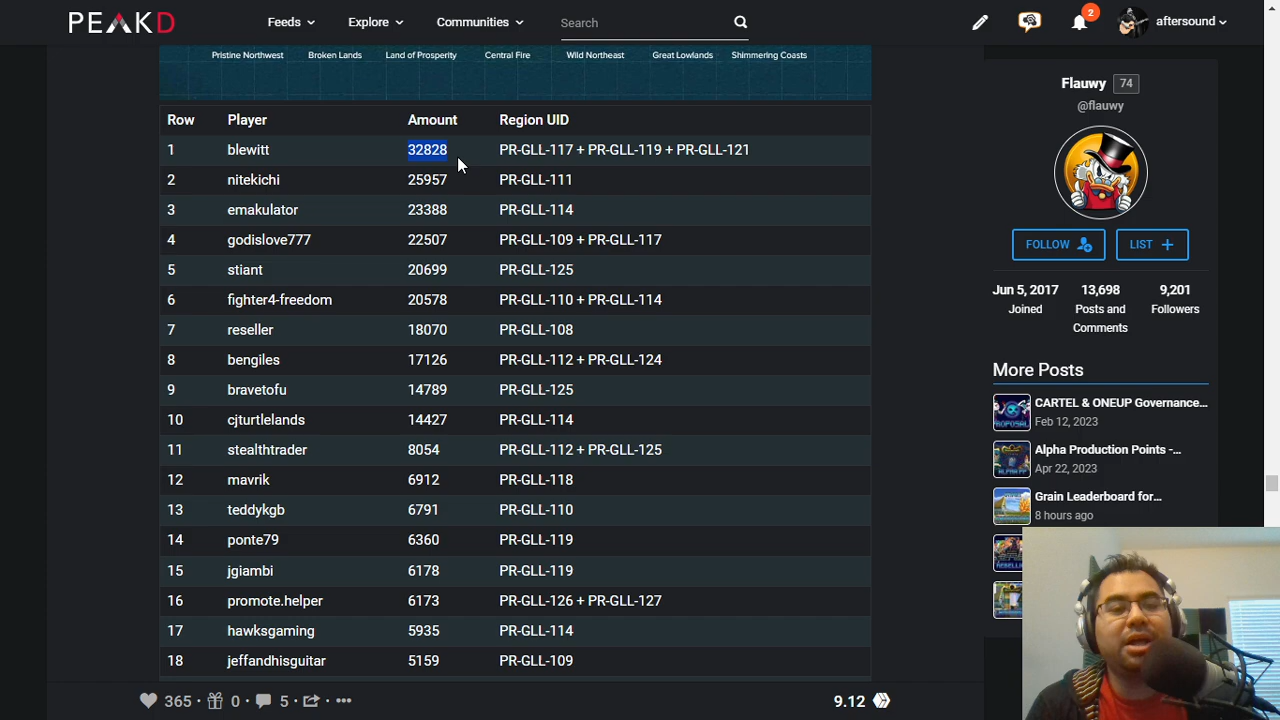 PEAKD
Feeds
Explore
Communities
Search
2
aftersound
Pristine Northwest Broken Lands Land of Prosperity Central Fire Wild Northeast Great Lowlands Shimmering Coasts
Row Player Amount Region UID
1 blewitt 32828 PR-GLL-117 + PR-GLL-119 + PR-GLL-121
2 nitekichi 25957 PR-GLL-111
3 emakulator 23388 PR-GLL-114
4 godislove777 22507 PR-GLL-109 + PR-GLL-117
5 stiant 20699 PR-GLL-125
6 fighter4-freedom 20578 PR-GLL-110 + PR-GLL-114
7 reseller 18070 PR-GLL-108
8 bengiles 17126 PR-GLL-112 + PR-GLL-124
9 bravetofu 14789 PR-GLL-125
10 cjturtlelands 14427 PR-GLL-114
11 stealthtrader 8054 PR-GLL-112 + PR-GLL-125
12 mavrik 6912 PR-GLL-118
13 teddykgb 6791 PR-GLL-110
14 ponte79 6360 PR-GLL-119
15 jgiambi 6178 PR-GLL-119
16 promote.helper 6173 PR-GLL-126 + PR-GLL-127
17 hawksgaming 5935 PR-GLL-114
18 jeffandhisguitar 5159 PR-GLL-109
365 0 5 •••
9.12
Flauwy 74
@flauwy
FOLLOW
LIST +
Jun 5, 2017 13,698 9,201
Joined Posts and Followers
Comments
More Posts
CARTEL & ONEUP Governance...
Feb 12, 2023
Alpha Production Points -...
Apr 22, 2023
Grain Leaderboard for...
8 hours ago